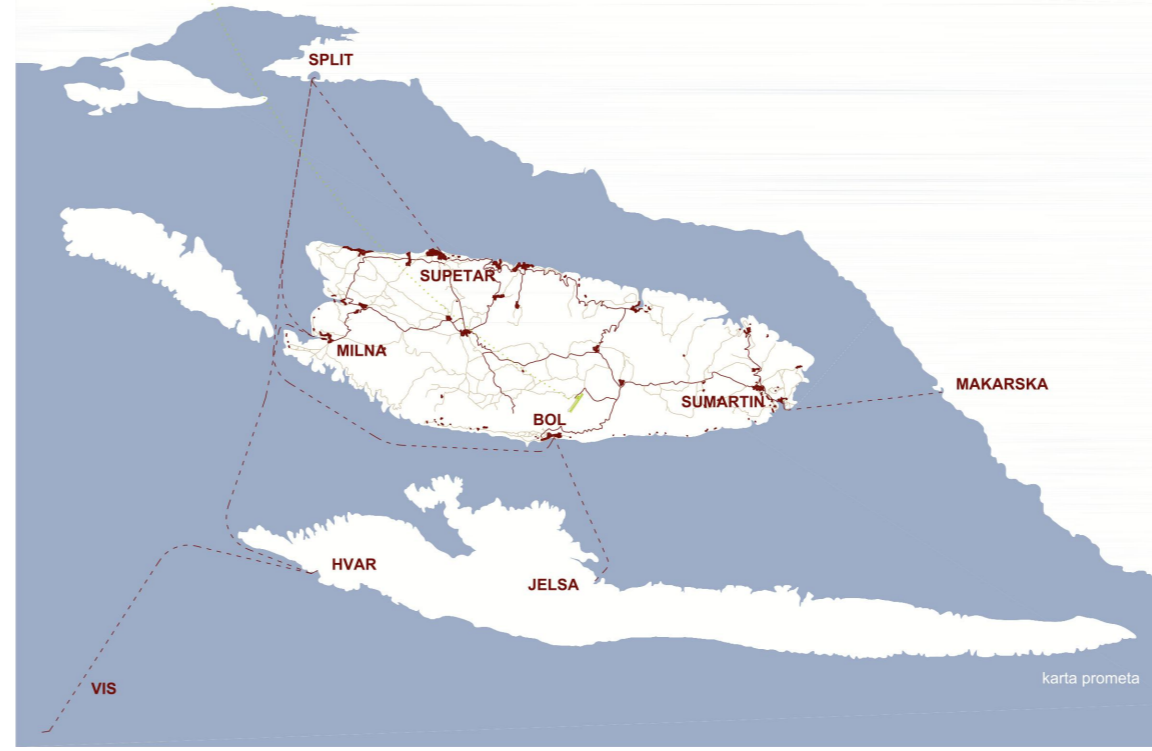 SPLIT
SUPETAR
MILNA
MAKARSKA
SUMARTIN
BOL
HVAR
JELSA
karta prometa
VIS